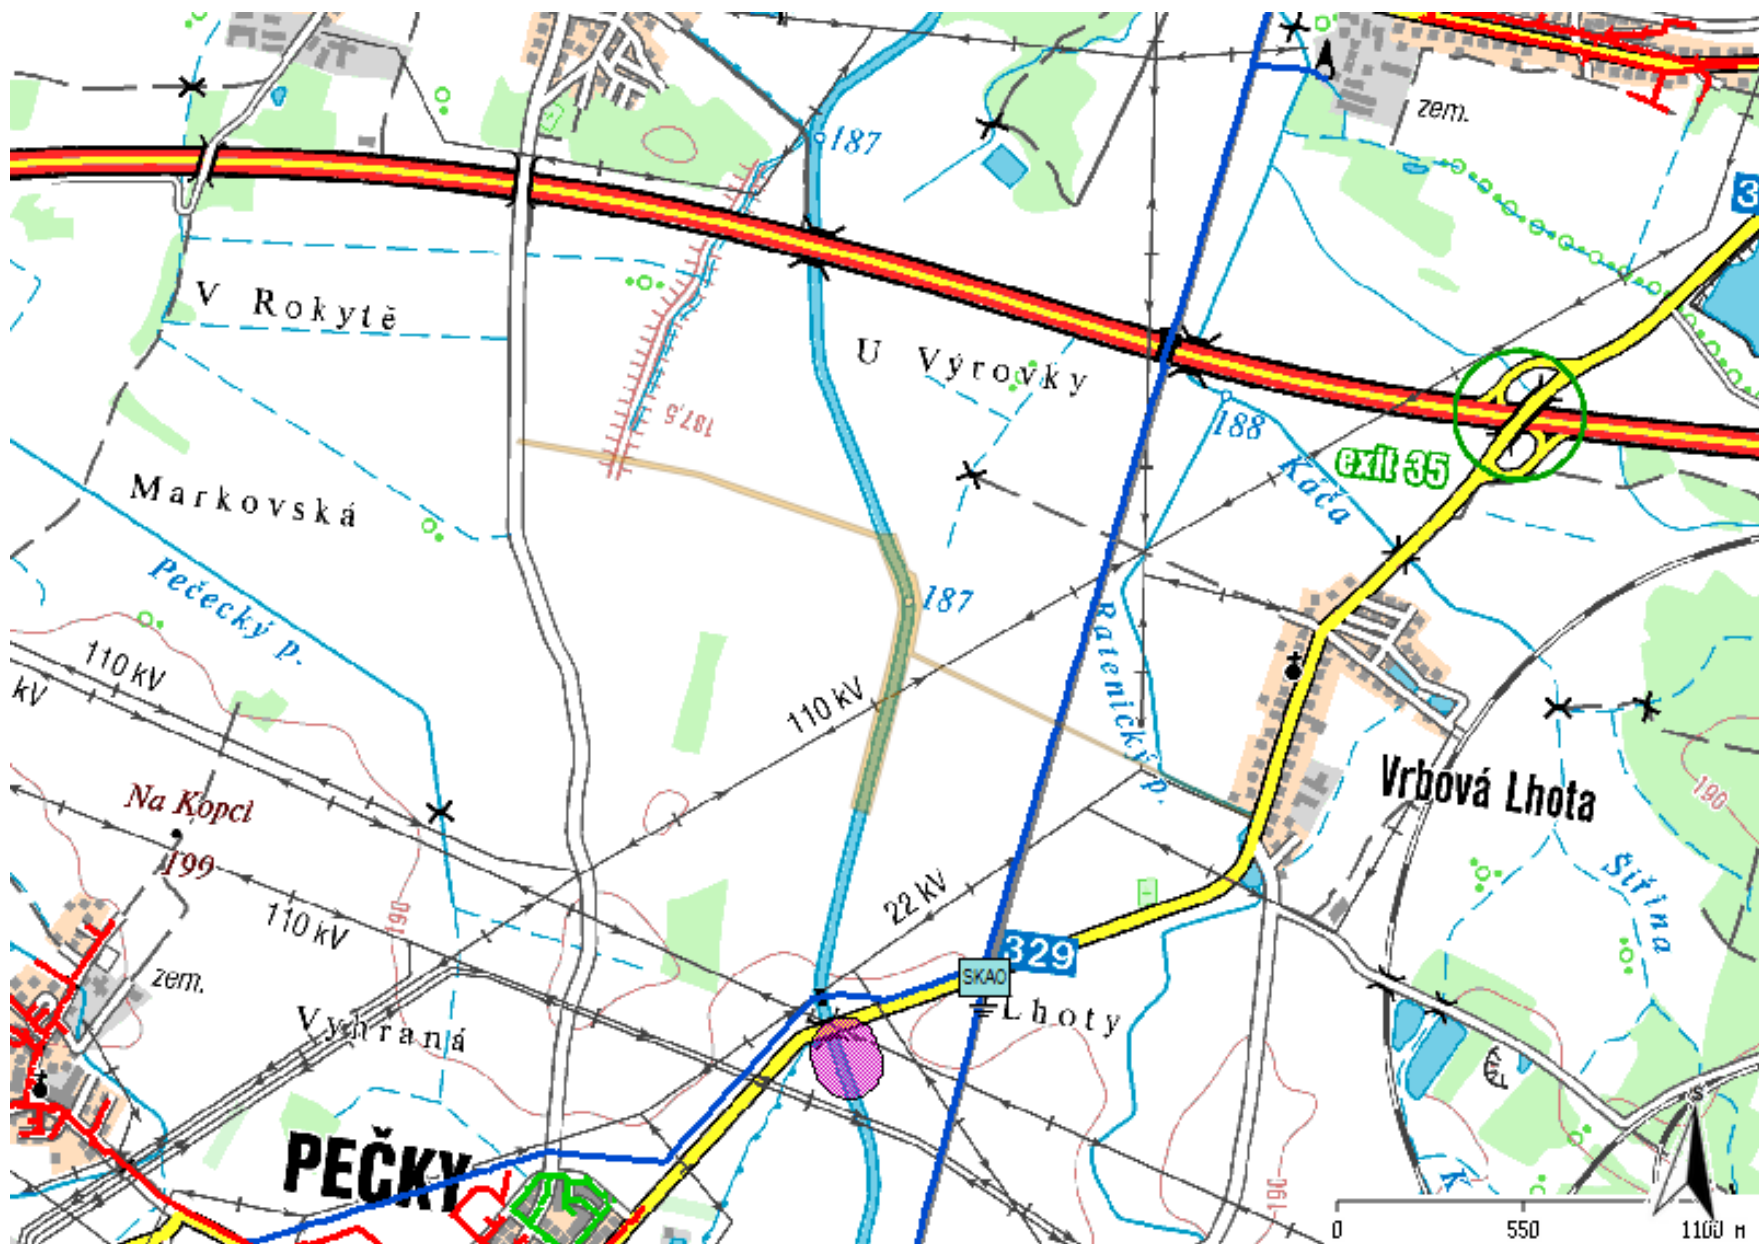 zem.
187
3
V Rokytě
U Výrovky
187,5
188
exit 35
Káča
Markovská
Pečecký p.
187
Ratenický p.
110 kV
kV
110 kV
Vrbová Lhota
190
Na Kopci
199
190
110 kV
22 kV
Šířina
329
SKAO
zem.
Lhoty
Vyhraná
PEČKY
190
K
S
0
550
1100 м